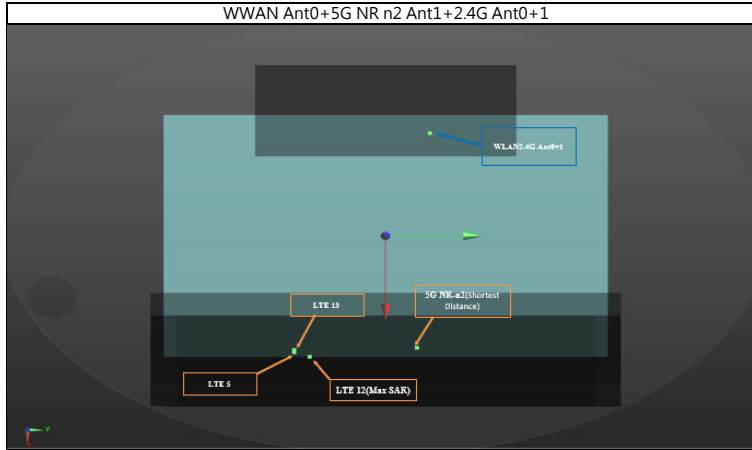 WWAN Ant0+5G NR n2 Ant1+2.4G Ant0+1
WLAN2.4G Ant0+1
5G NR-n2(Shortest
Distance)
LTE 13
LTE 5
LTE 12(Max SAR)
Y